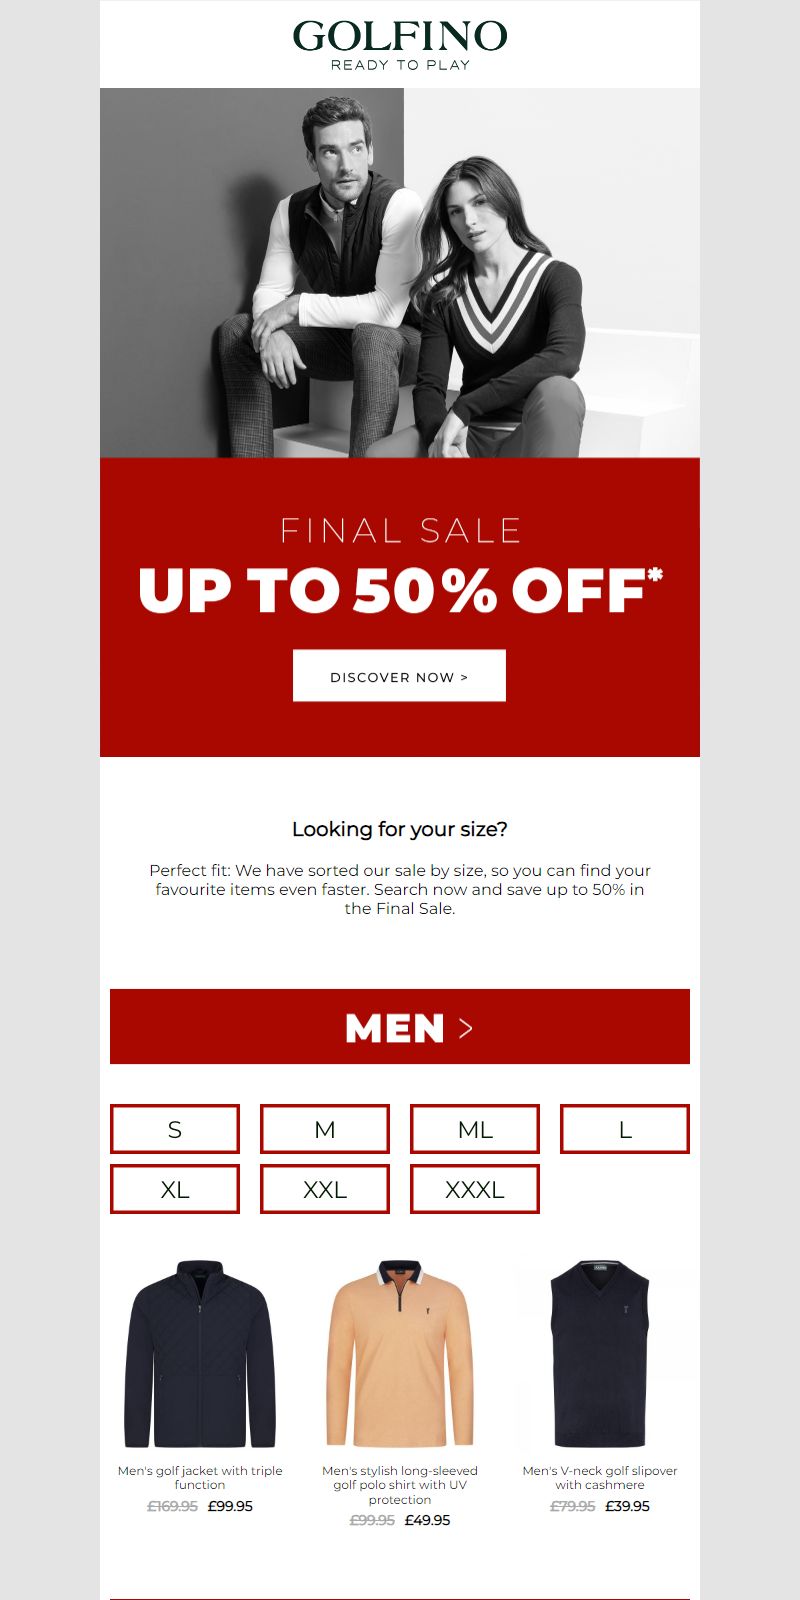 GOLFINO
READY TO PLAY
FINAL SALE
UP TO 50% OFF*
DISCOVER NOW >
Looking for your size?
Perfect fit: We have sorted our sale by size, so you can find your
favourite items even faster. Search now and save up to 50% in
the Final Sale.
MEN >
S
M
ML
L
XL
XXL
XXXL
Men's golf jacket with triple
function
£169.95 £99.95
Men's stylish long-sleeved
golf polo shirt with UV
protection
£99.95 £49.95
Men's V-neck golf slipover
with cashmere
£79.95 £39.95